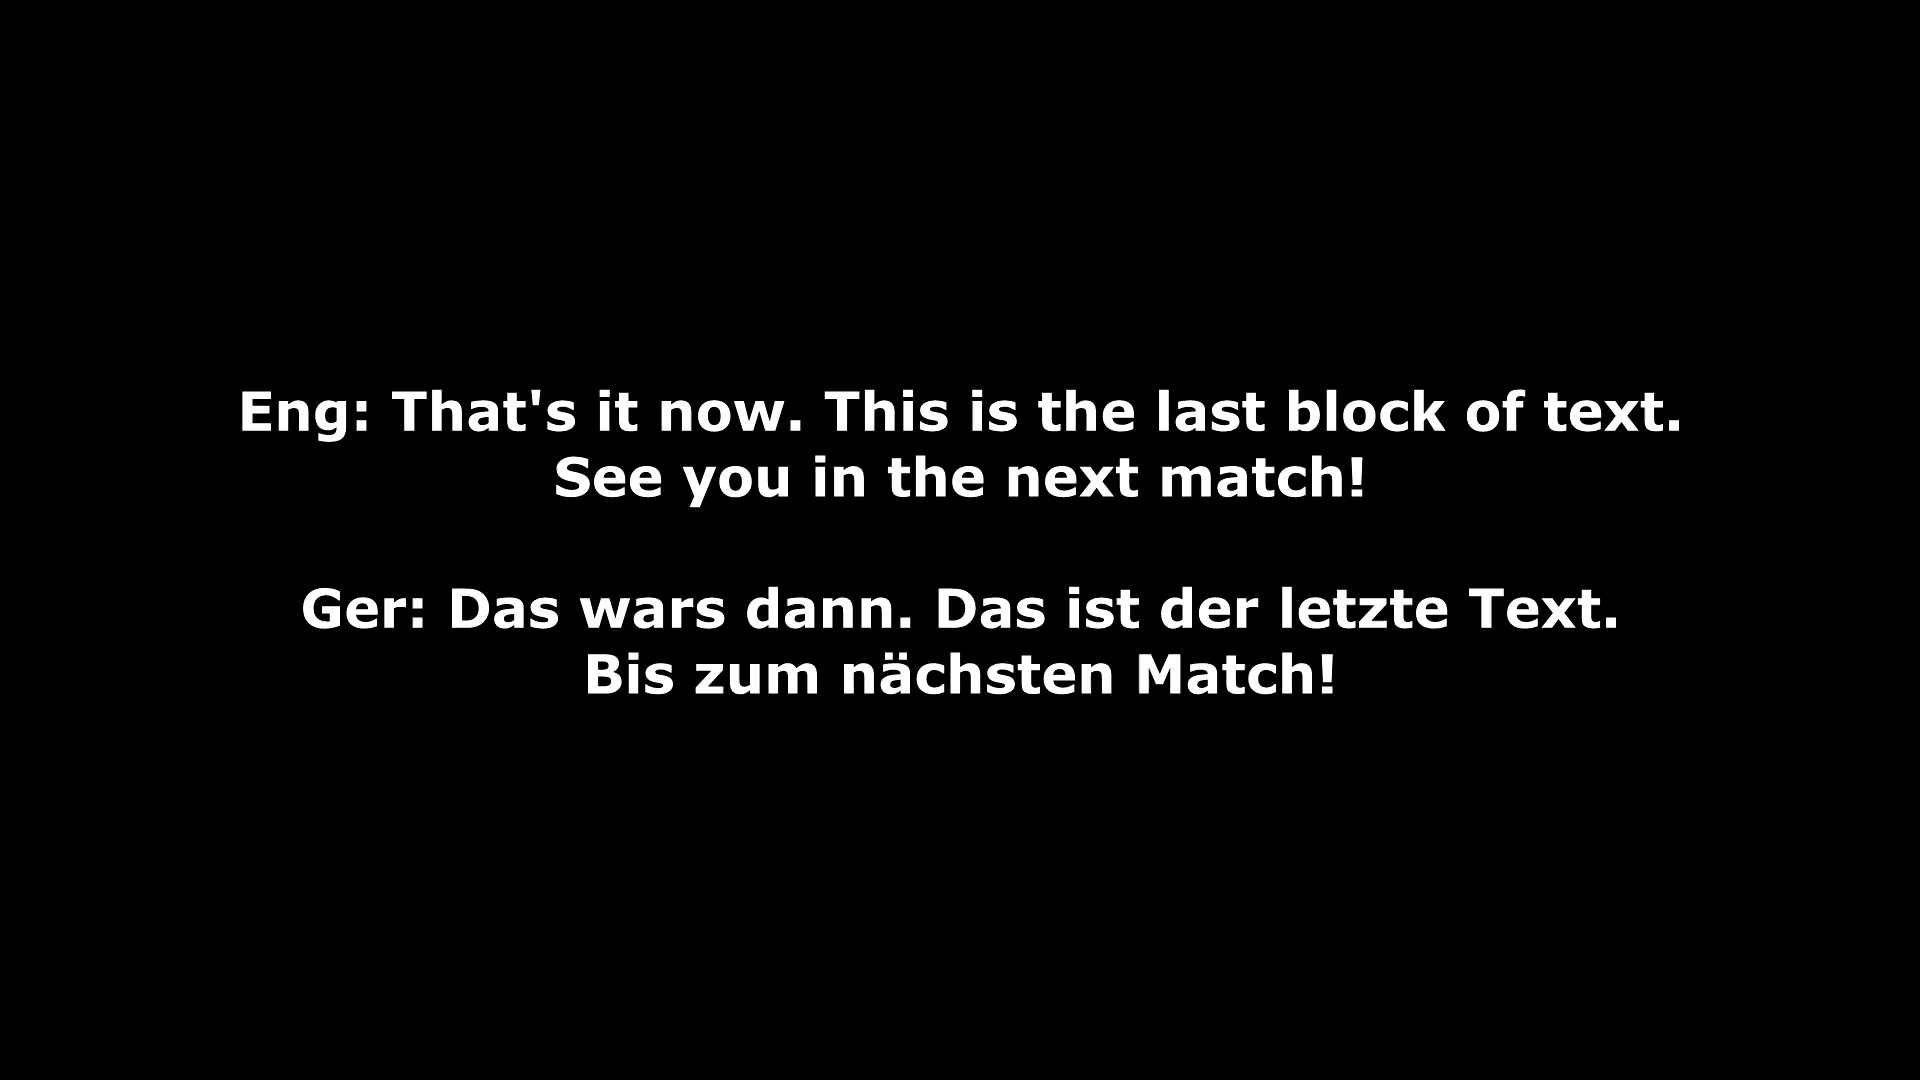 Eng: That's it now. This is the last block of text.
See you in the next match!
Ger: Das wars dann. Das ist der letzte Text.
Bis zum nächsten Match!